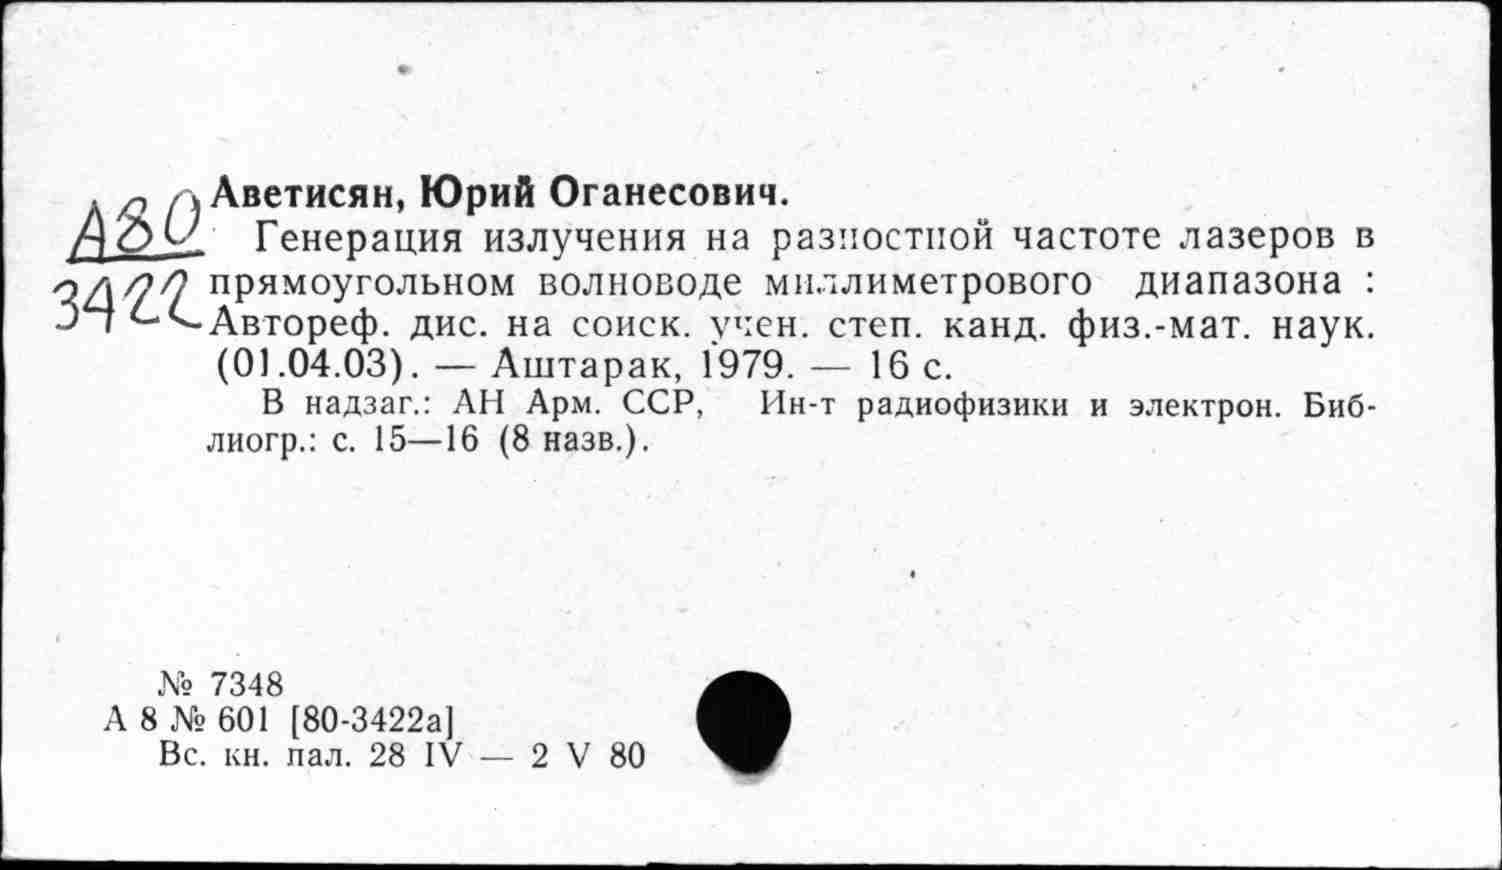 А80
3422
Аветисян, Юрий Оганесович.
Генерация излучения на разностной частоте лазеров в
прямоугольном волноводе миллиметрового диапазона :
Автореф. дис. на соиск. учен. степ. канд. физ.-мат. наук.
(01.04.03). — Аштарак, 1979. — 16 с.
В надзаг.: АН Арм. ССР, Ин-т радиофизики и электрон. Биб-
лиогр.: с. 15—16 (8 назв.).
№ 7348
А 8 № 601 [80-3422а]
Вс. кн. пал. 28 IV — 2 V 80